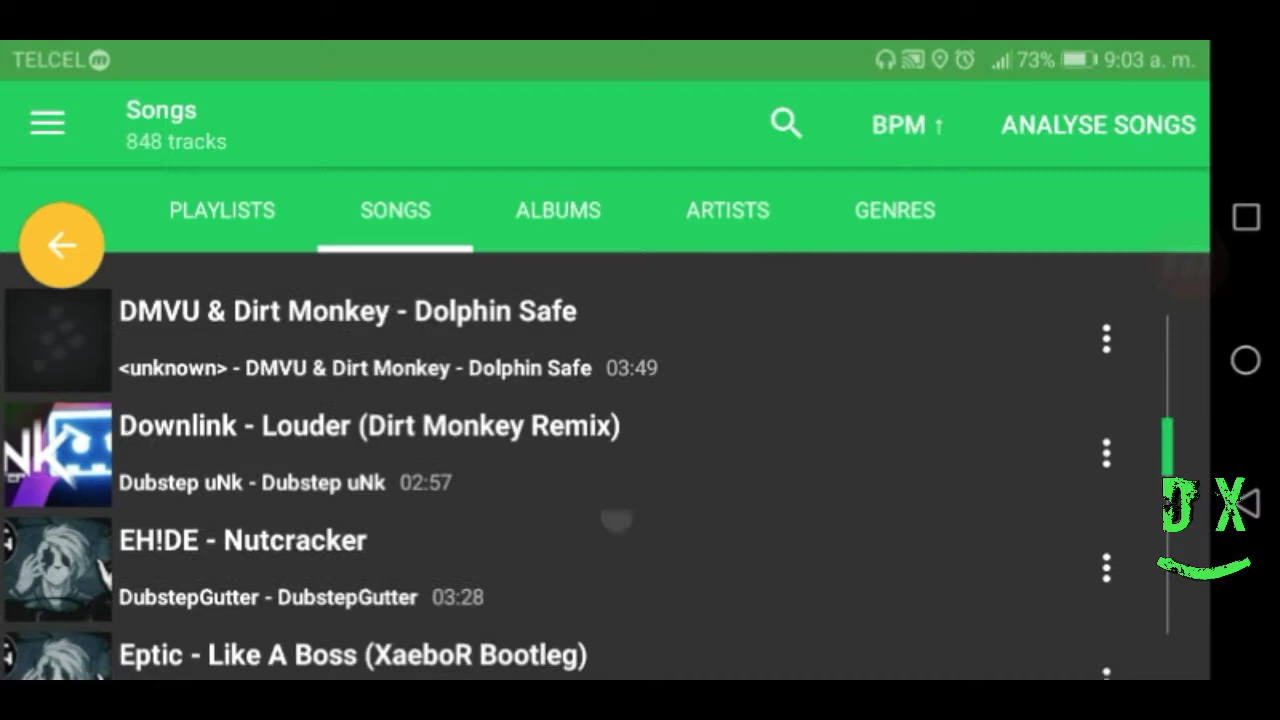 TELCEL 73% 9:03 a. m.
Songs
848 tracks
BPM ↑ ANALYSE SONGS
PLAYLISTS SONGS ALBUMS ARTISTS GENRES
DMVU & Dirt Monkey - Dolphin Safe
<unknown> - DMVU & Dirt Monkey - Dolphin Safe 03:49
Downlink - Louder (Dirt Monkey Remix)
Dubstep uNk - Dubstep uNk 02:57
EH!DE - Nutcracker
DubstepGutter - DubstepGutter 03:28
Eptic - Like A Boss (XaeboR Bootleg)
DX